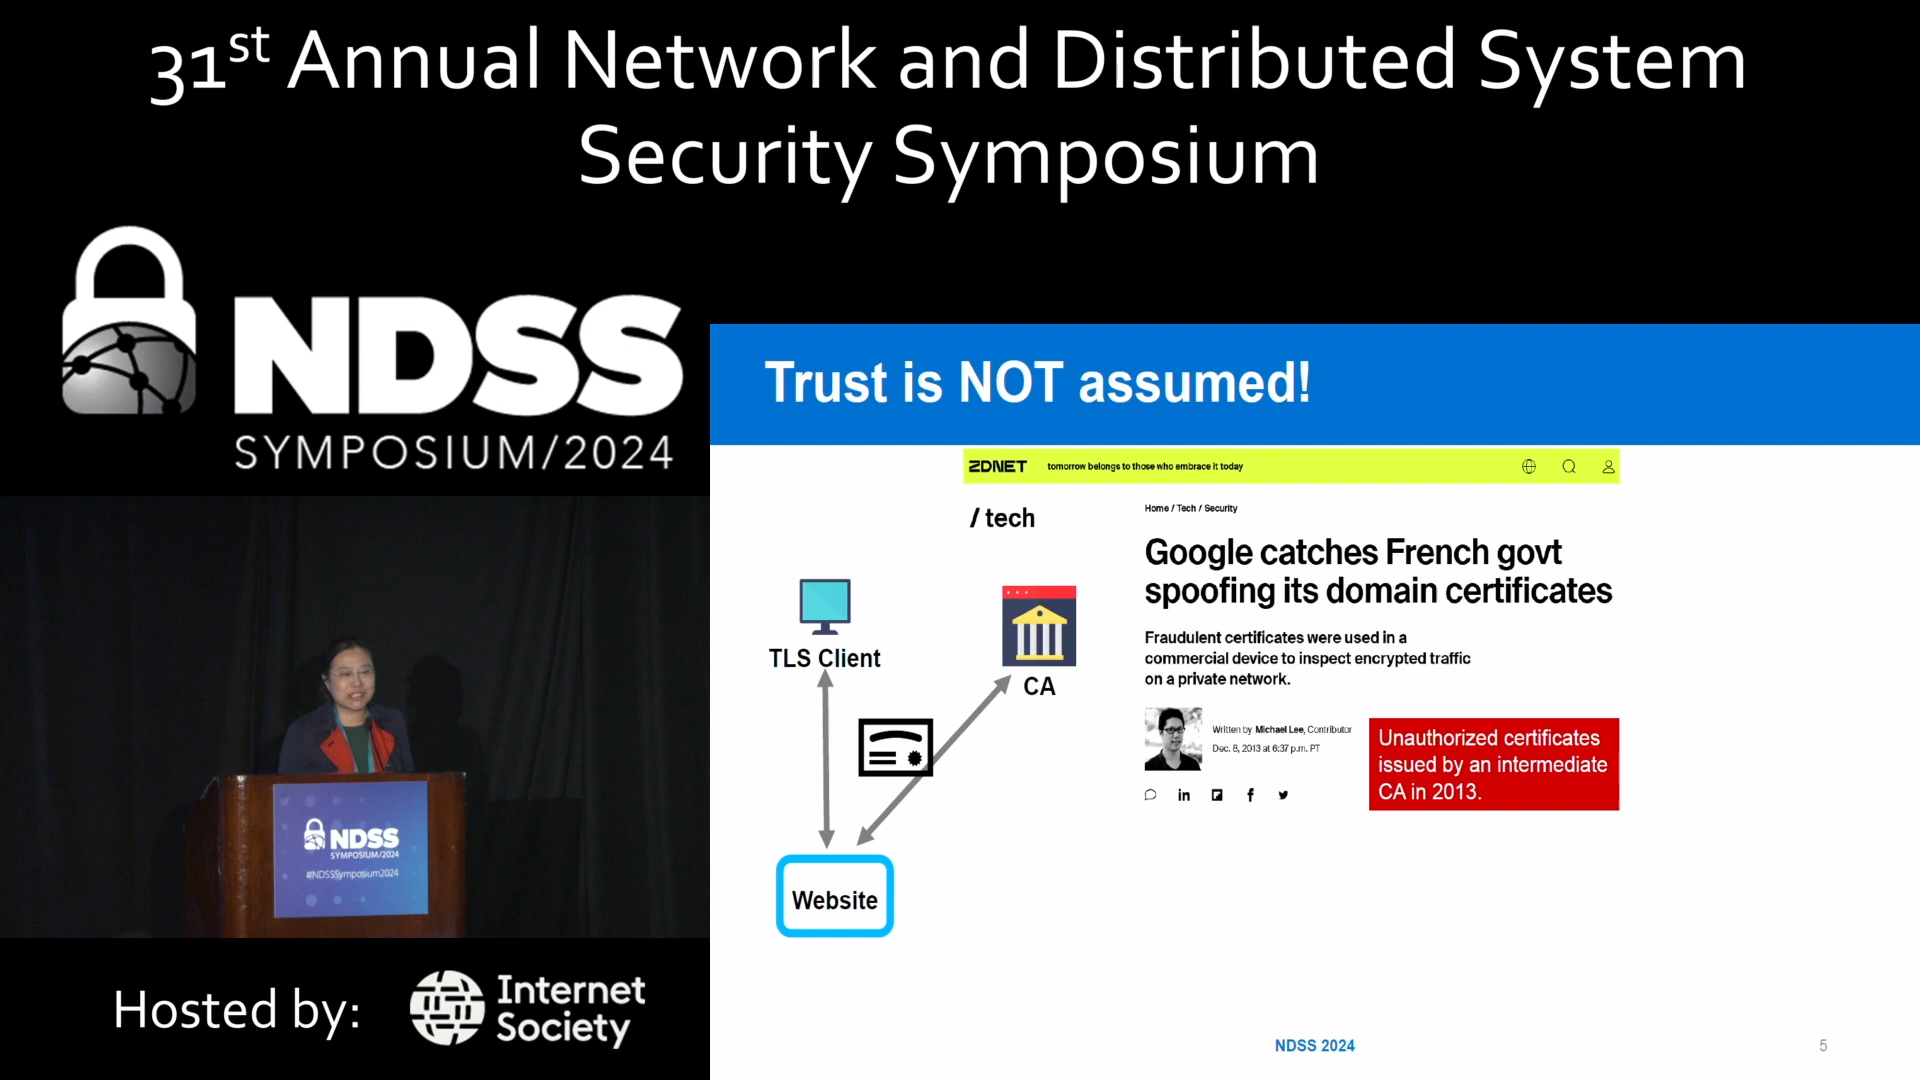 31st Annual Network and Distributed System
Security Symposium
NDSS
SYMPOSIUM/2024
Trust is NOT assumed!
ZDNET tomorrow belongs to those who embrace it today
/ tech
Home / Tech / Security
Google catches French govt
spoofing its domain certificates
Fraudulent certificates were used in a
commercial device to inspect encrypted traffic
on a private network.
Written by Michael Lee, Contributor
Dec. 8, 2013 at 6:37 p.m. PT
Unauthorized certificates
issued by an intermediate
CA in 2013.
TLS Client
CA
Website
NDSS 2024
5
NDSS
SYMPOSIUM/2024
#NDSSSymposium2024
Hosted by:
Internet
Society